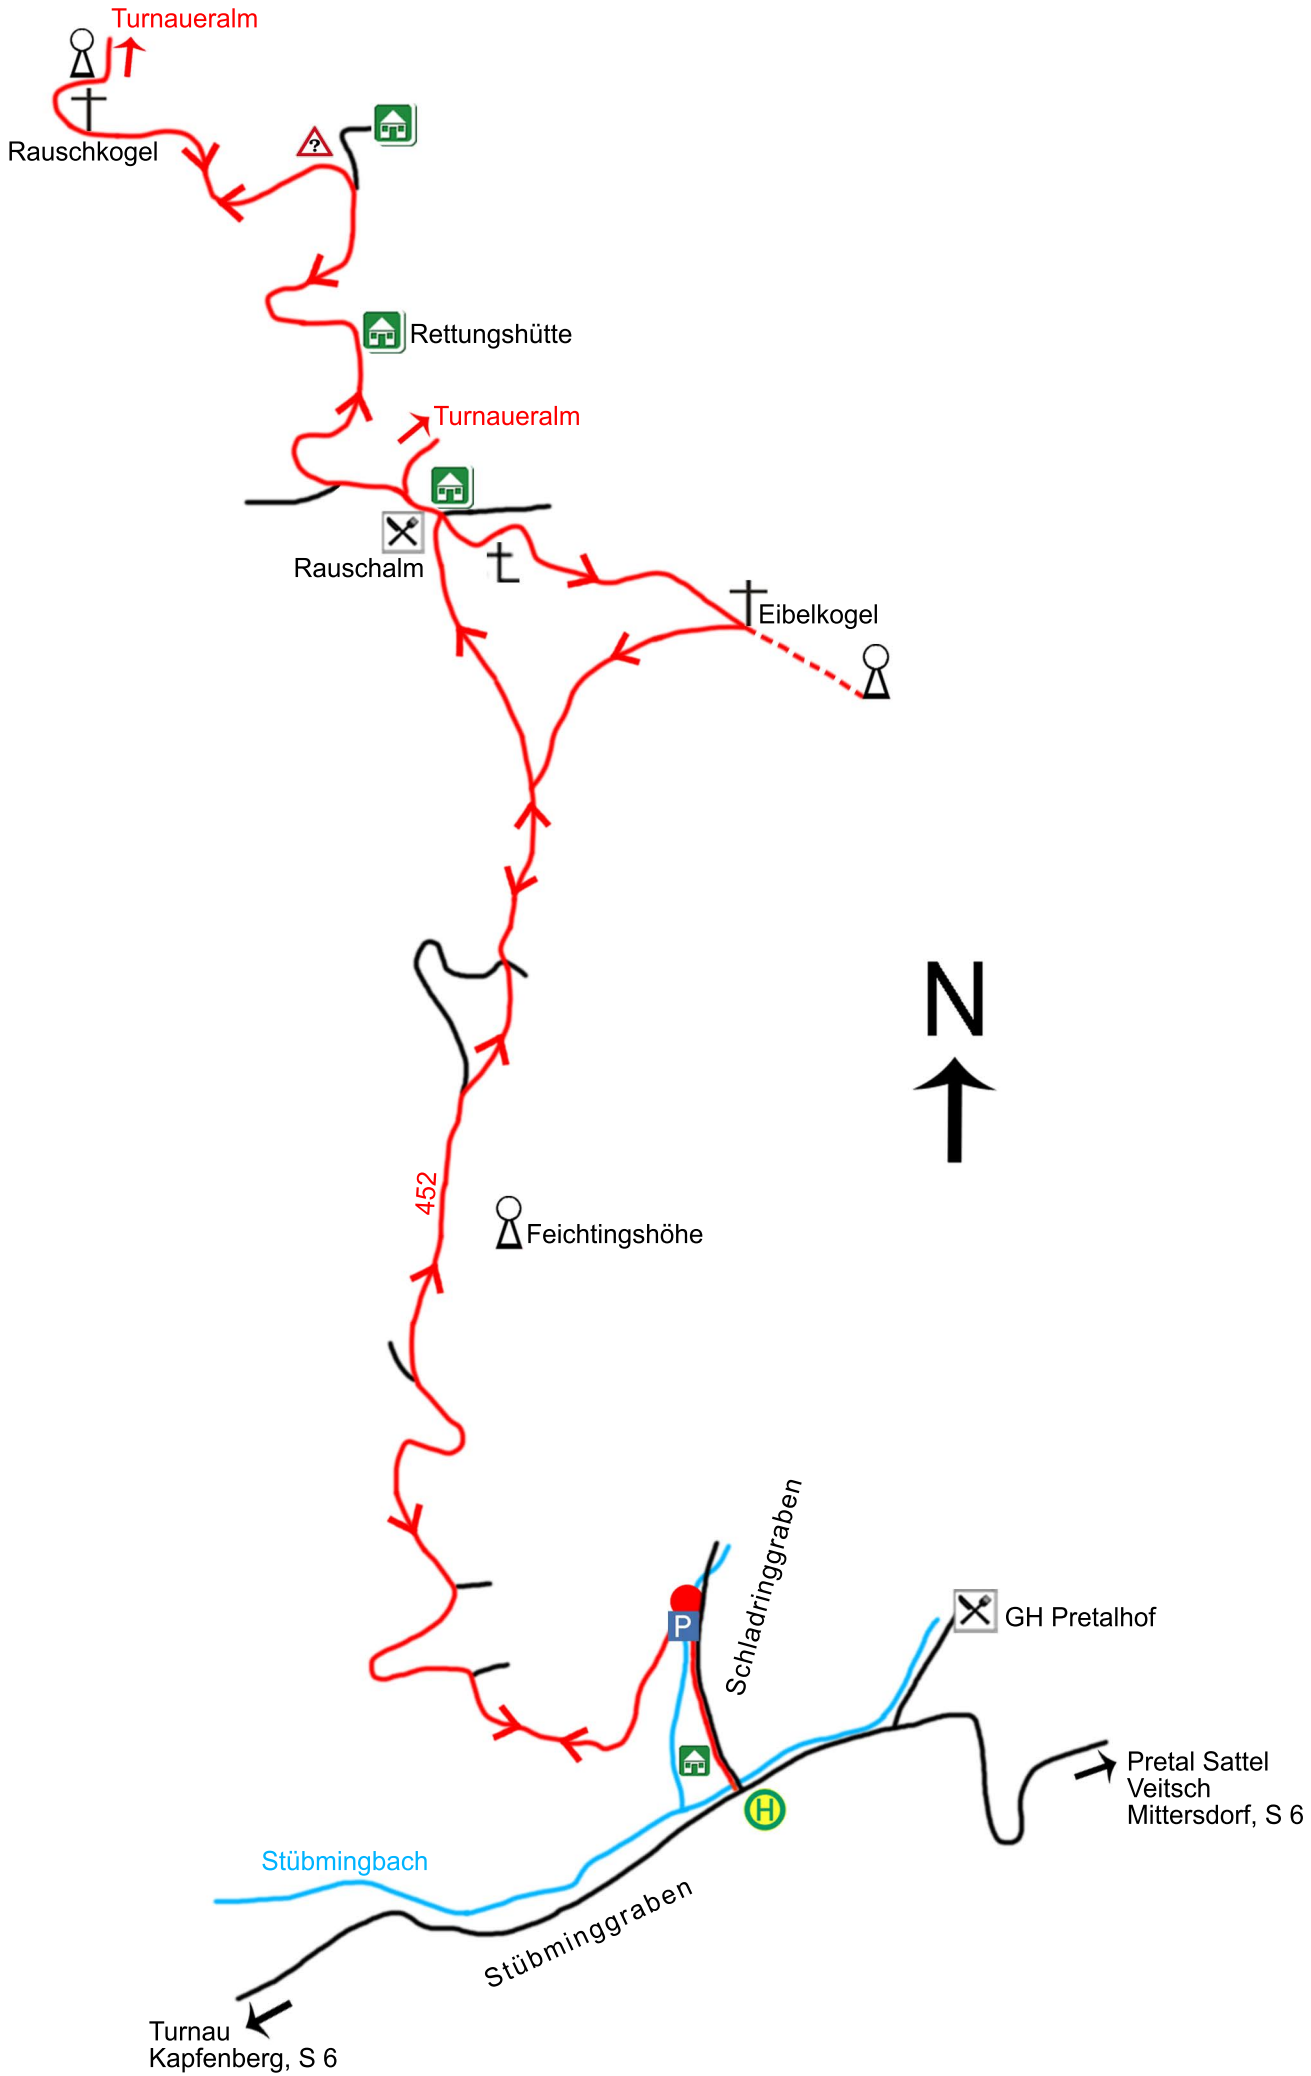 Turnaueralm
Rauschkogel
?
Rettungshütte
Turnaueralm
Rauschalm
Eibelkogel
N
452
Feichtingshöhe
Schladringgraben
P
GH Pretalhof
Pretal Sattel
Veitsch
Mittersdorf, S 6
H
Stübmingbach
Stübminggraben
Turnau
Kapfenberg, S 6